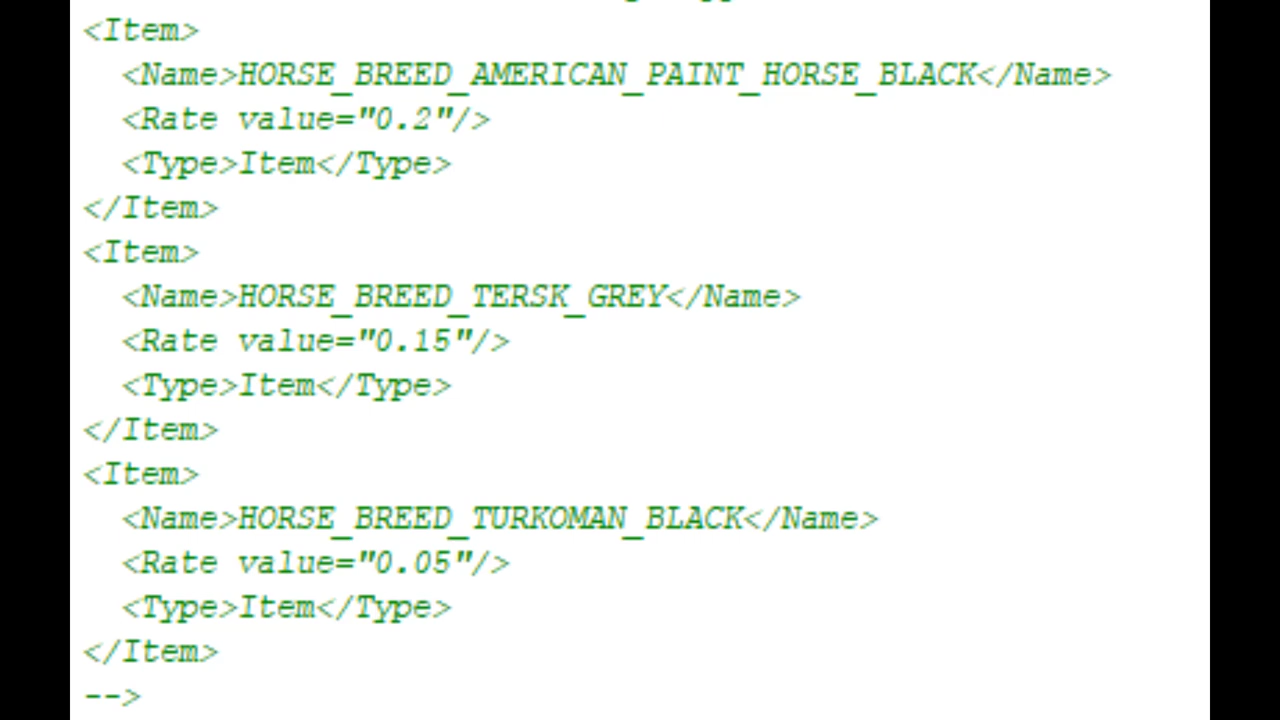 <Item>
<Name>HORSE_BREED_AMERICAN_PAINT_HORSE_BLACK</Name>
<Rate value="0.2"/>
<Type>Item</Type>
</Item>
<Item>
<Name>HORSE_BREED_TERSK_GREY</Name>
<Rate value="0.15"/>
<Type>Item</Type>
</Item>
<Item>
<Name>HORSE_BREED_TURKOMAN_BLACK</Name>
<Rate value="0.05"/>
<Type>Item</Type>
</Item>
-->